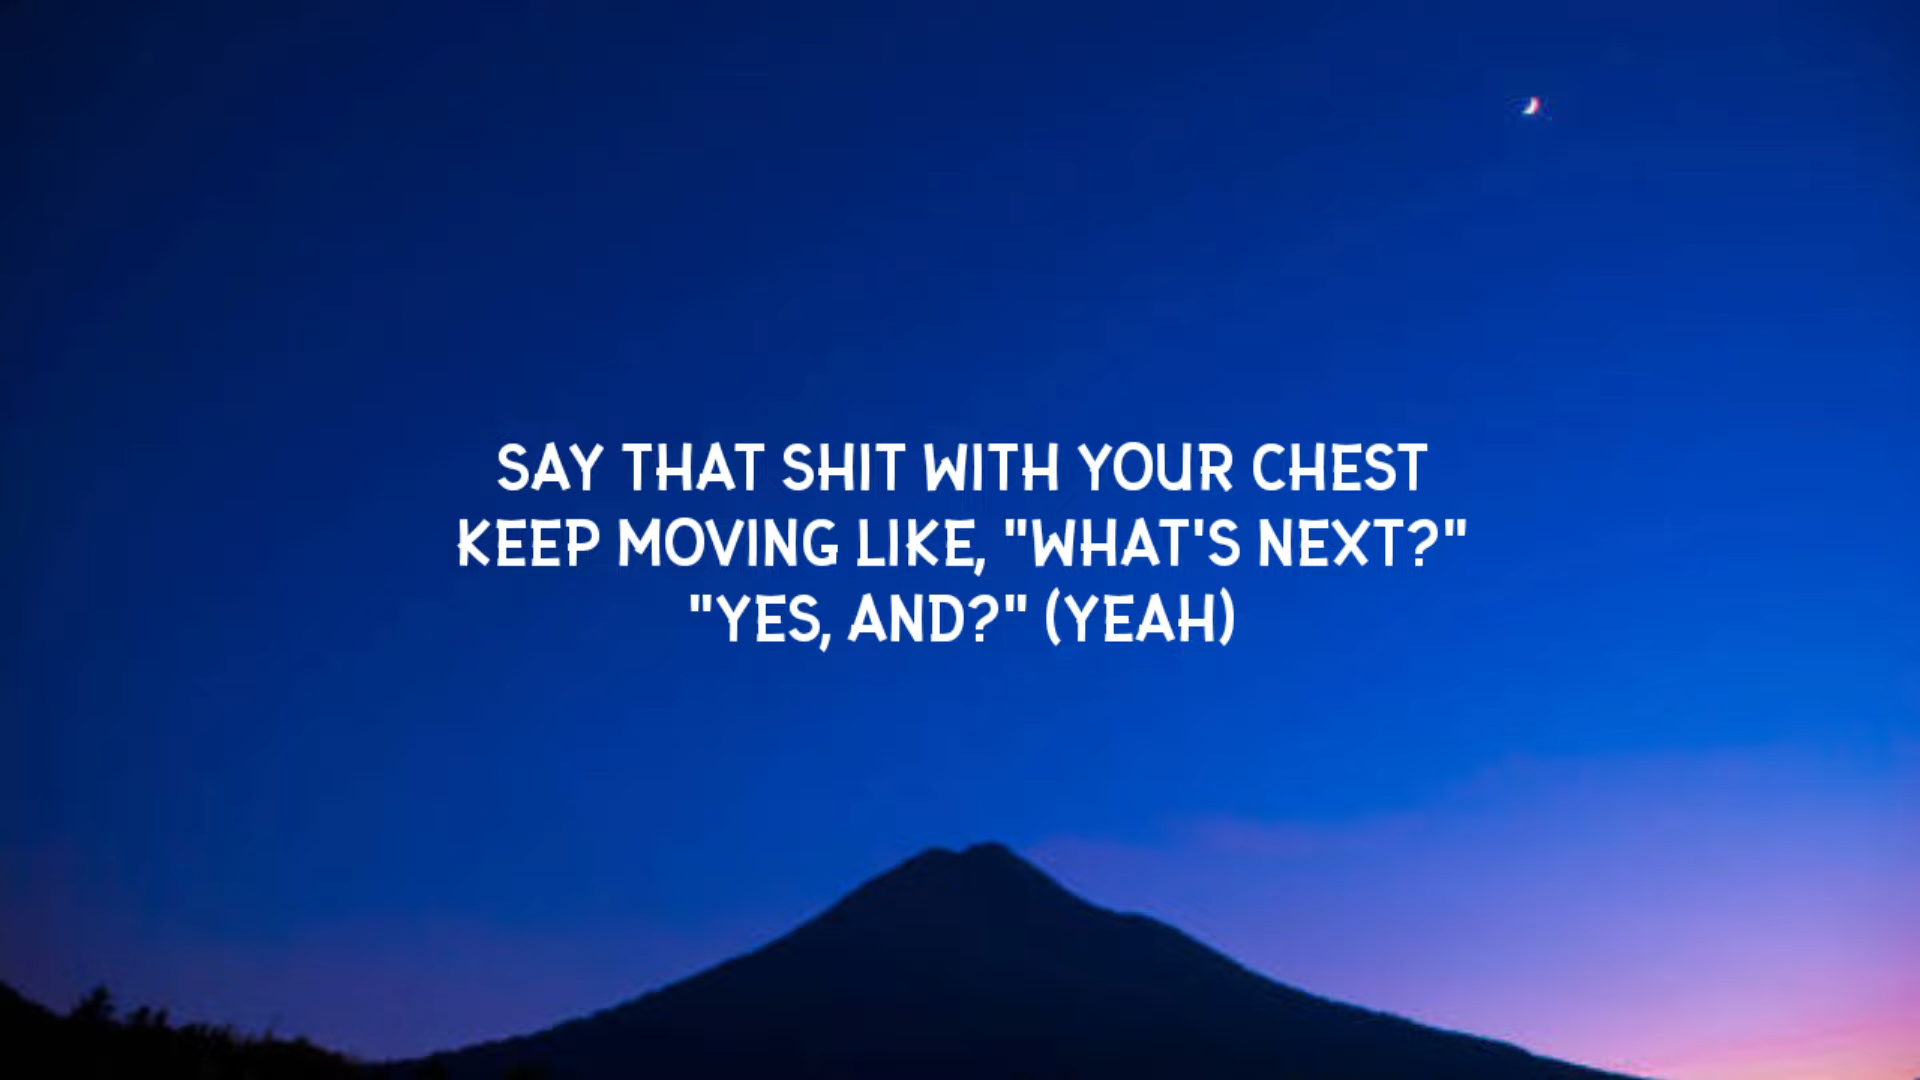 SAY THAT SHIT WITH YOUR CHEST
KEEP MOVING LIKE, "WHAT'S NEXT?"
"YES, AND?" (YEAH)